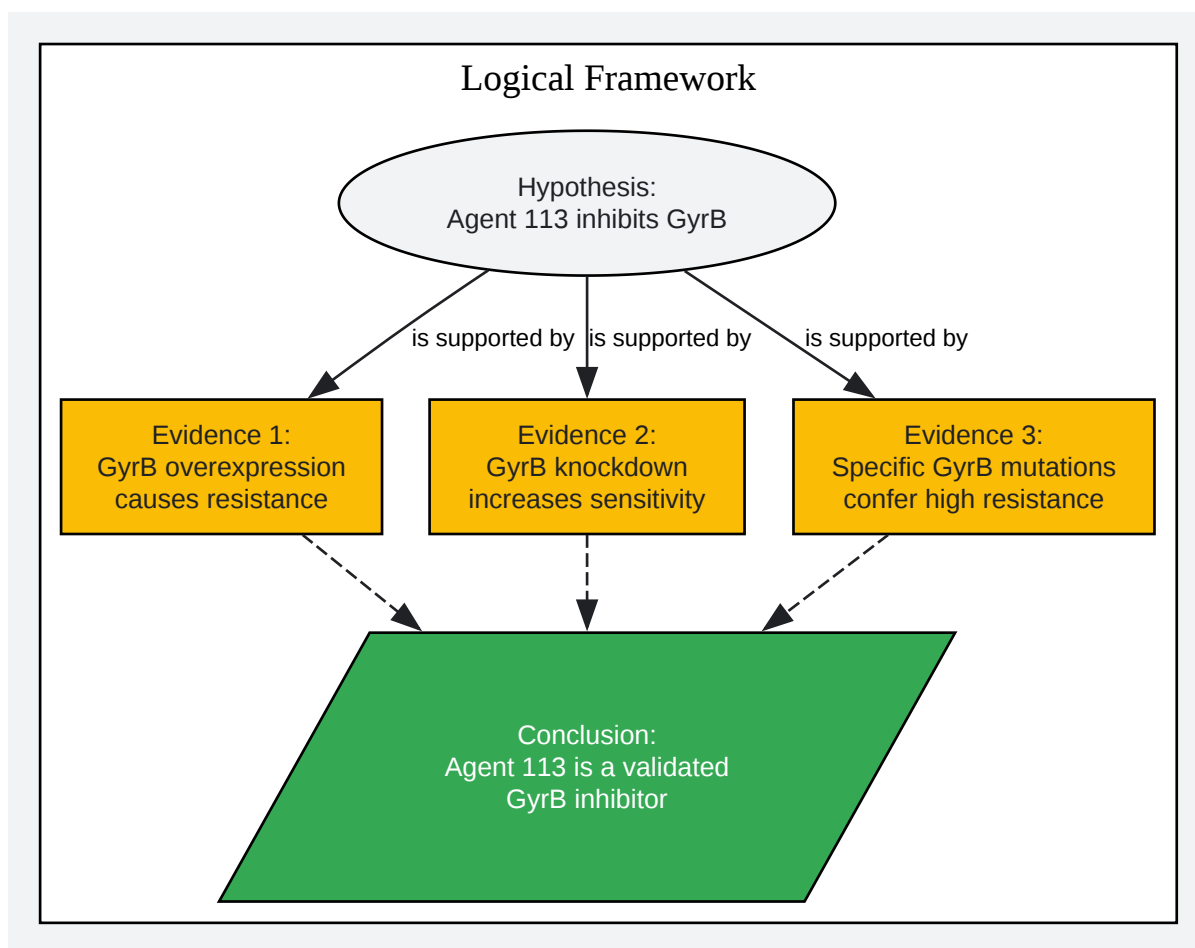 Logical Framework
Hypothesis:
Agent 113 inhibits GyrB
is supported by
is supported by
is supported by
Evidence 1:
GyrB overexpression
causes resistance
Evidence 2:
GyrB knockdown
increases sensitivity
Evidence 3:
Specific GyrB mutations
confer high resistance
Conclusion:
Agent 113 is a validated
GyrB inhibitor